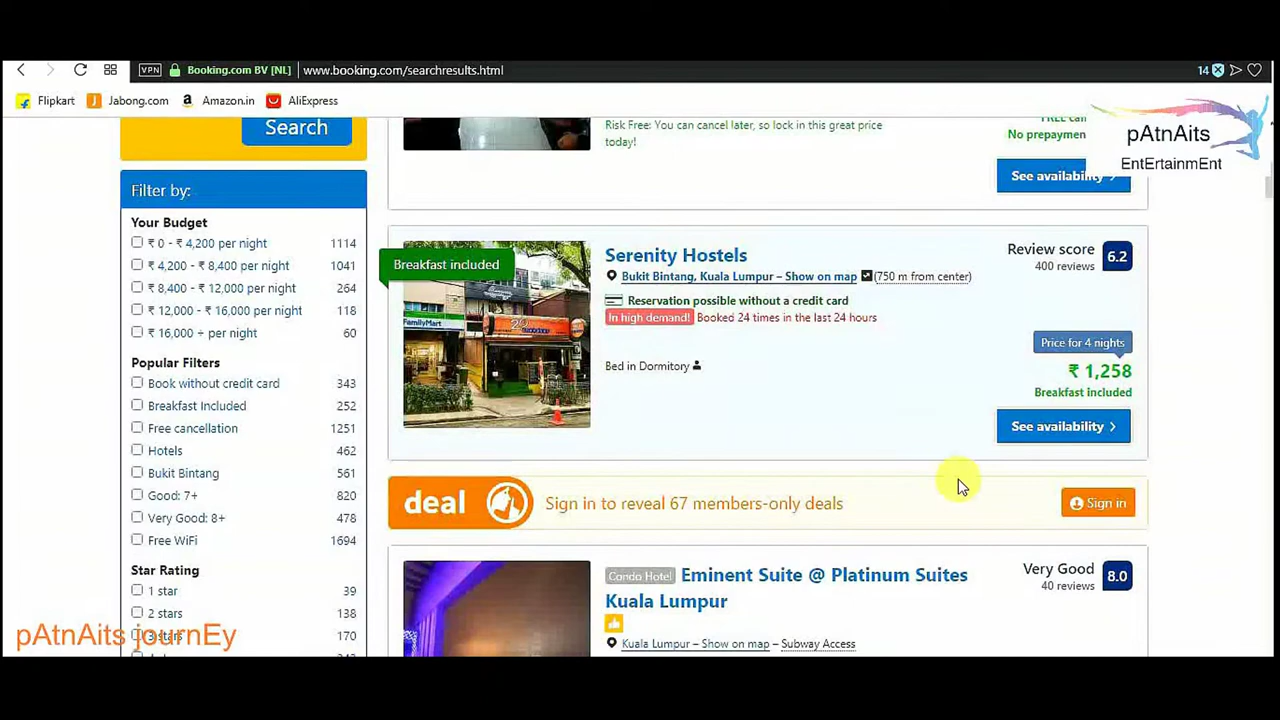 VPN Booking.com BV [NL] www.booking.com/searchresults.html 14
Flipkart Jabong.com Amazon.in AliExpress
pAtnAits
EntErtainmEnt
Search
Risk Free: You can cancel later, so lock in this great price
today!
No prepaymen
See availability
Filter by:
Your Budget
₹ 0 - ₹ 4,200 per night 1114
₹ 4,200 - ₹ 8,400 per night 1041
₹ 8,400 - ₹ 12,000 per night 264
₹ 12,000 - ₹ 16,000 per night 118
₹ 16,000 + per night 60
Popular Filters
Book without credit card 343
Breakfast Included 252
Free cancellation 1251
Hotels 462
Bukit Bintang 561
Good: 7+ 820
Very Good: 8+ 478
Free WiFi 1694
Star Rating
1 star 39
2 stars 138
3 stars 170
Breakfast included
FamilyMart
Serenity Hostels
Bukit Bintang, Kuala Lumpur – Show on map (750 m from center)
Reservation possible without a credit card
In high demand! Booked 24 times in the last 24 hours
Bed in Dormitory
Review score 6.2
400 reviews
Price for 4 nights
₹ 1,258
Breakfast included
See availability
deal Sign in to reveal 67 members-only deals Sign in
Condo Hotel Eminent Suite @ Platinum Suites
Kuala Lumpur
Kuala Lumpur – Show on map – Subway Access
Very Good 8.0
40 reviews
pAtnAits journEy